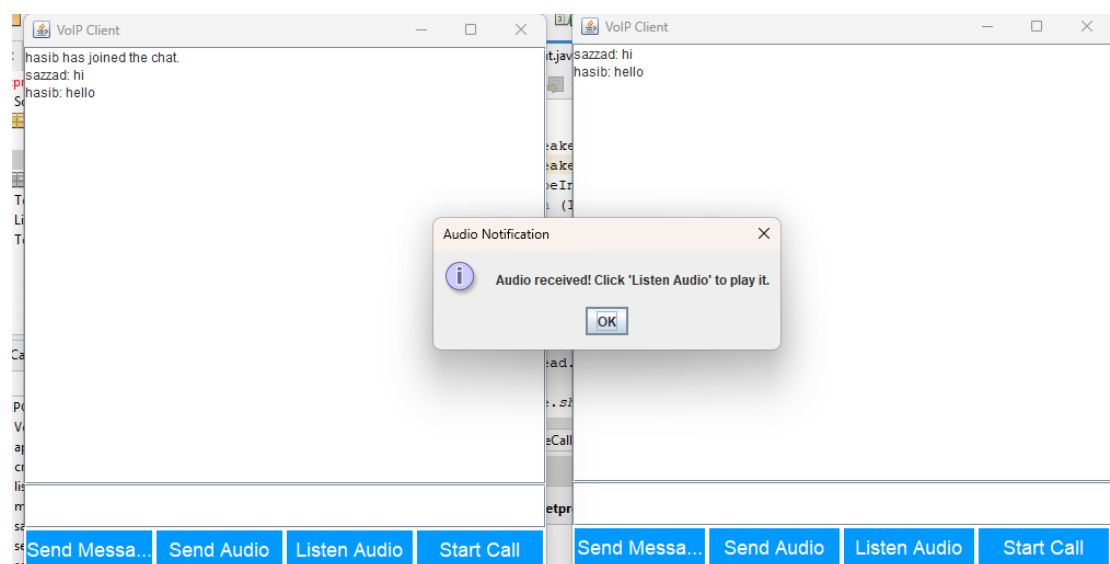 VoIP Client
hasib has joined the chat.
sazzad: hi
hasib: hello
Send Messa...
Send Audio
Listen Audio
Start Call
Audio Notification
Audio received! Click 'Listen Audio' to play it.
OK
VoIP Client
sazzad: hi
hasib: hello
Send Messa...
Send Audio
Listen Audio
Start Call